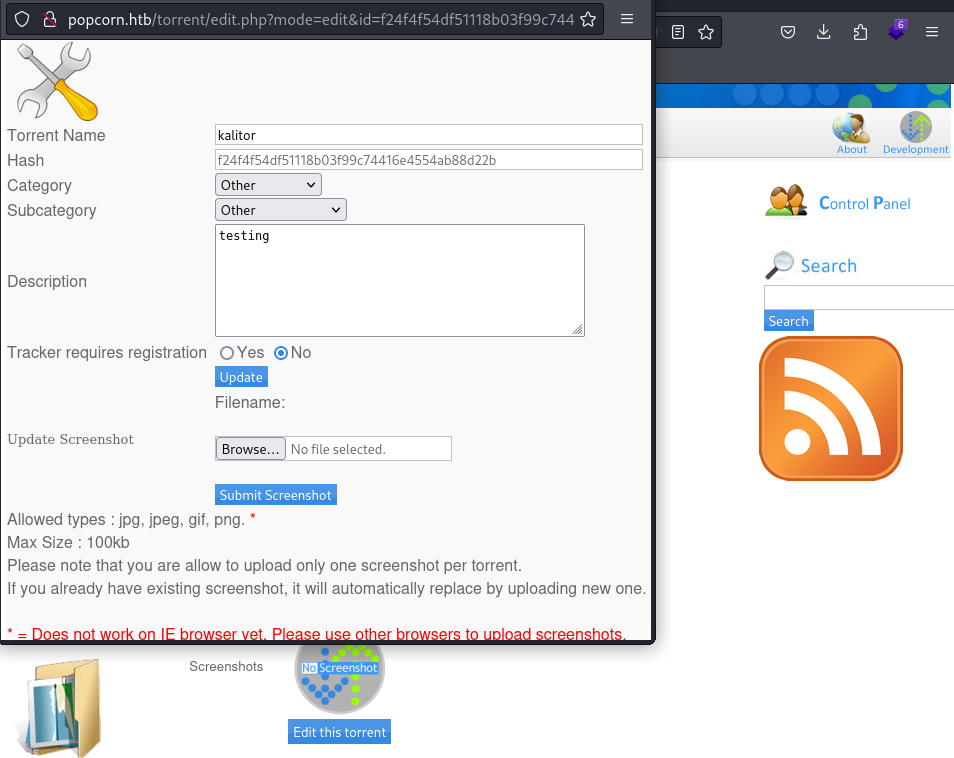 popcorn.htb/torrent/edit.php?mode=edit&id=f24f4f54df51118b03f99c744
6
About
Development
Torrent Name
kalitor
Hash
f24f4f54df51118b03f99c74416e4554ab88d22b
Category
Other
Subcategory
Other
Description
testing
Tracker requires registration
Yes No
Update
Filename:
Update Screenshot
Browse... No file selected.
Submit Screenshot
Allowed types : jpg, jpeg, gif, png. *
Max Size : 100kb
Please note that you are allow to upload only one screenshot per torrent.
If you already have existing screenshot, it will automatically replace by uploading new one.
* = Does not work on IE browser yet. Please use other browsers to upload screenshots.
Control Panel
Search
Search
Screenshots
No Screenshot
Edit this torrent